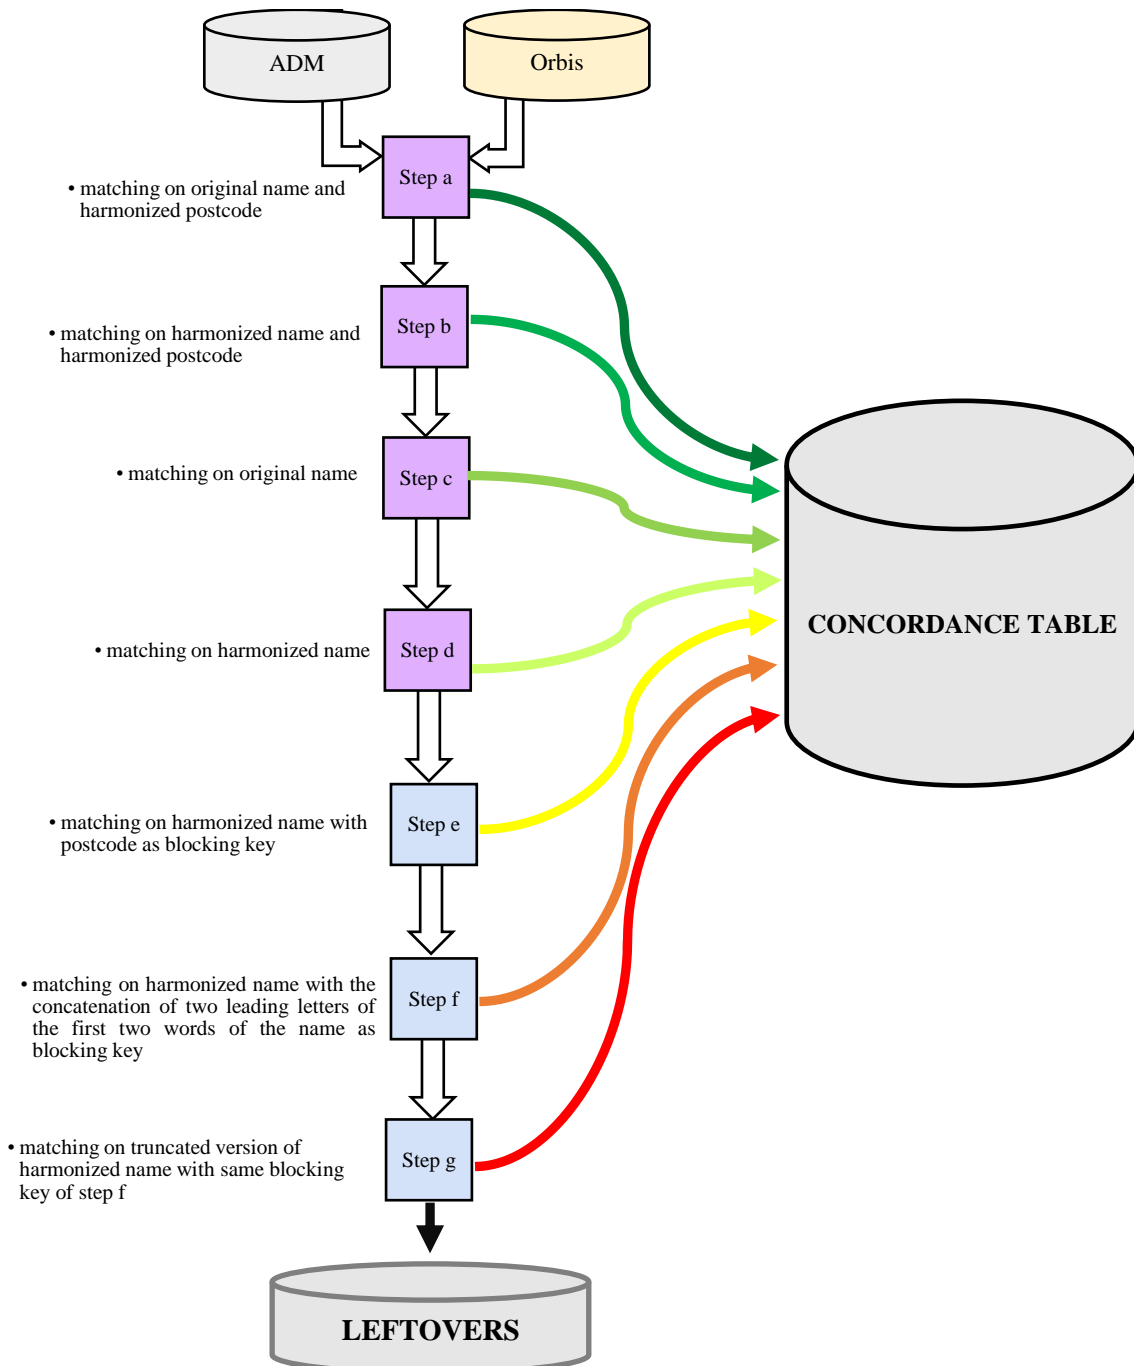 ADM
Orbis
Step a
• matching on original name and
harmonized postcode
Step b
• matching on harmonized name and
harmonized postcode
Step c
• matching on original name
CONCORDANCE TABLE
Step d
• matching on harmonized name
Step e
• matching on harmonized name with
postcode as blocking key
Step f
• matching on harmonized name with the
concatenation of two leading letters of
the first two words of the name as
blocking key
Step g
• matching on truncated version of
harmonized name with same blocking
key of step f
LEFTOVERS